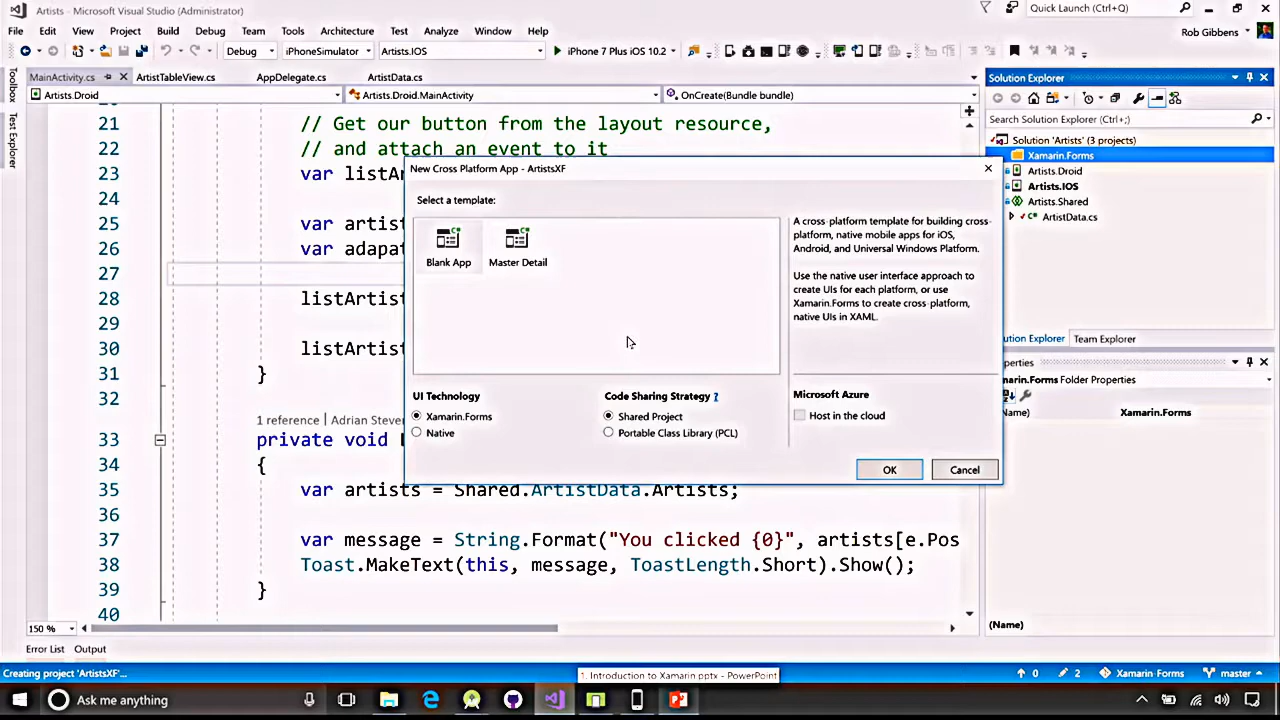 Artists - Microsoft Visual Studio (Administrator)
Quick Launch (Ctrl+Q)
File Edit View Project Build Debug Team Tools Architecture Analyze Window Help
Rob Gibbens
Debug iPhoneSimulator Artists.IOS iPhone 7 Plus iOS 10.2
Toolbox
Test Explorer
MainActivity.cs ArtistTableView.cs AppDelegate.cs ArtistData.cs
Artists.Droid Artists.Droid.MainActivity OnCreate(Bundle bundle)
21 // Get our button from the layout resource,
22 // and attach an event to it
23 var listAr
24
25 var artist
26 var adapat
27
28 listArtist
29
30 listArtist
31 }
32
1 reference | Adrian Steve
33 private void
34 {
35 var artists = Shared.ArtistData.Artists;
36
37 var message = String.Format("You clicked {0}", artists[e.Pos
38 Toast.MakeText(this, message, ToastLength.Short).Show();
39 }
40
150 %
New Cross Platform App - ArtistsXF
Select a template:
Blank App
Master Detail
A cross-platform template for building cross-
platform, native mobile apps for iOS,
Android, and Universal Windows Platform.
Use the native user interface approach to
create UIs for each platform, or use
Xamarin.Forms to create cross-platform,
native UIs in XAML.
UI Technology
Xamarin.Forms
Native
Code Sharing Strategy ?
Shared Project
Portable Class Library (PCL)
Microsoft Azure
Host in the cloud
OK
Cancel
Solution Explorer
Search Solution Explorer (Ctrl+;)
Solution 'Artists' (3 projects)
Xamarin.Forms
Artists.Droid
Artists.IOS
Artists.Shared
ArtistData.cs
ution Explorer Team Explorer
perties
marin.Forms Folder Properties
Name) Xamarin.Forms
(Name)
Error List Output
Creating project 'ArtistsXF'...
1. Introduction to Xamarin.pptx - PowerPoint
0 2 Xamarin.Forms master
Ask me anything